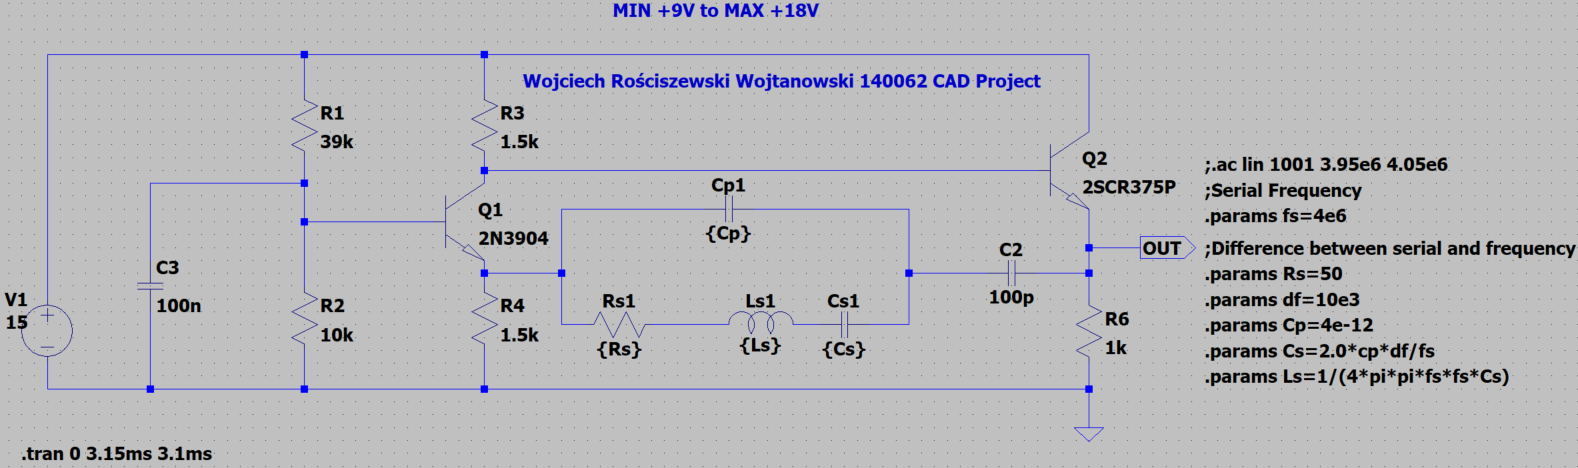 MIN +9V to MAX +18V
Wojciech Rościszewski Wojtanowski 140062 CAD Project
R1
39k
R3
1.5k
Q2
2SCR375P
Cp1
{Cp}
Q1
2N3904
C3
100n
V1
15
+
−
R2
10k
R4
1.5k
Rs1
{Rs}
Ls1
{Ls}
Cs1
{Cs}
C2
100p
OUT
R6
1k
;.ac lin 1001 3.95e6 4.05e6
;Serial Frequency
.params fs=4e6
;Difference between serial and frequency
.params Rs=50
.params df=10e3
.params Cp=4e-12
.params Cs=2.0*cp*df/fs
.params Ls=1/(4*pi*pi*fs*fs*Cs)
.tran 0 3.15ms 3.1ms